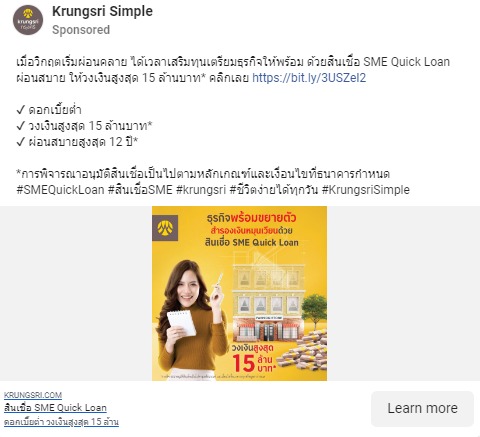 Krungsri Simple
Sponsored
เมื่อวิกฤตเริ่มผ่อนคลาย ได้เวลาเสริมทุนเตรียมธุรกิจให้พร้อม ด้วยสินเชื่อ SME Quick Loan
ผ่อนสบาย ให้วงเงินสูงสุด 15 ล้านบาท* คลิกเลย https://bit.ly/3USZeI2
✓ ดอกเบี้ยต่ำ
✓ วงเงินสูงสุด 15 ล้านบาท*
✓ ผ่อนสบายสูงสุด 12 ปี*
*การพิจารณาอนุมัติสินเชื่อเป็นไปตามหลักเกณฑ์และเงื่อนไขที่ธนาคารกำหนด
#SMEQuickLoan #สินเชื่อSME #krungsri #ชีวิตง่ายได้ทุกวัน #KrungsriSimple
ธุรกิจพร้อมขยายตัว
สำรองเงินหมุนเวียนด้วย
สินเชื่อ SME Quick Loan
วงเงินสูงสุด
15 ล้าน
บาท*
KRUNGSRI.COM
สินเชื่อ SME Quick Loan
ดอกเบี้ยต่ำ วงเงินสูงสุด 15 ล้าน
Learn more